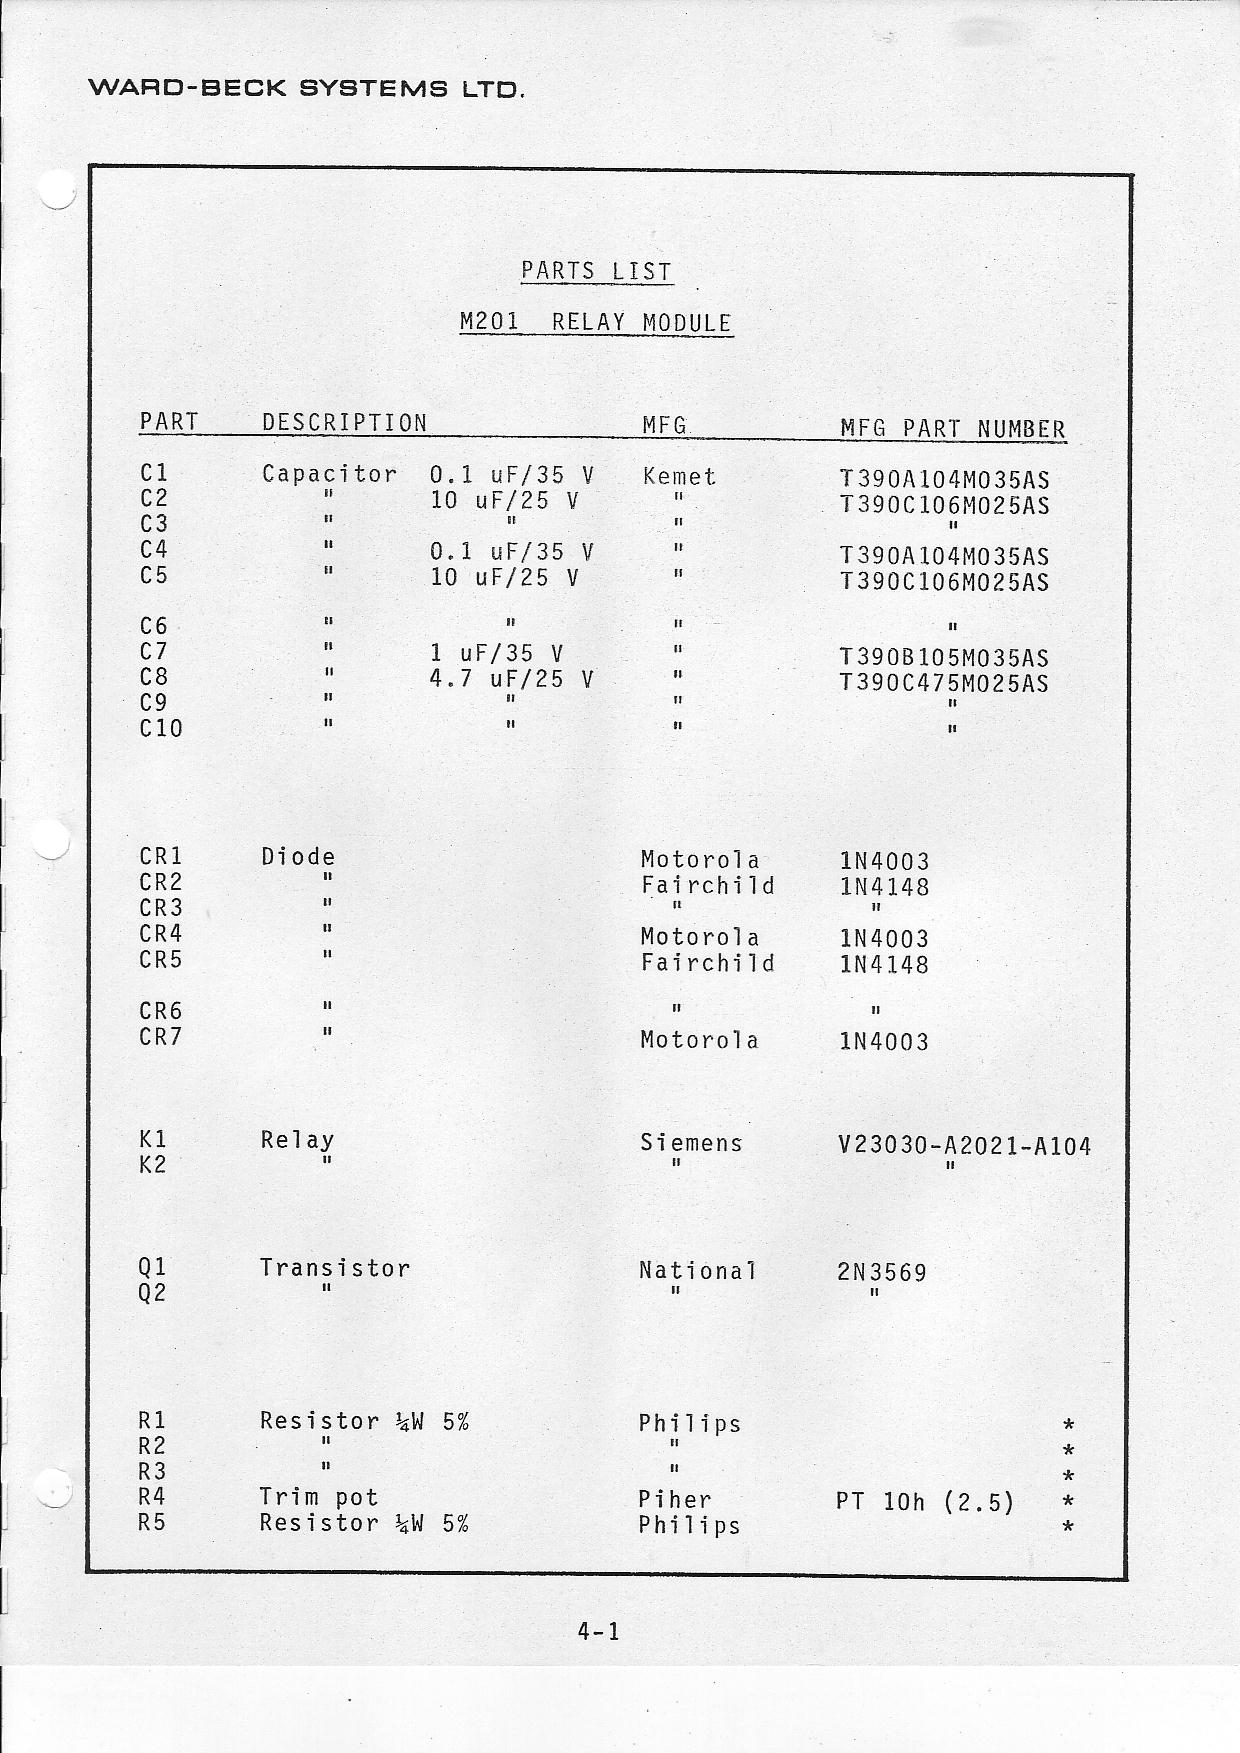 WARD-BECK SYSTEMS LTD.
PARTS LIST
M201 RELAY MODULE
PART DESCRIPTION MFG MFG PART NUMBER
C1 Capacitor 0.1 uF/35 V Kemet T390A104M035AS
C2 " 10 uF/25 V " T390C106M025AS
C3 " " " "
C4 " 0.1 uF/35 V " T390A104M035AS
C5 " 10 uF/25 V " T390C106M025AS
C6 " " " "
C7 " 1 uF/35 V " T390B105M035AS
C8 " 4.7 uF/25 V " T390C475M025AS
C9 " " " "
C10 " " " "
CR1 Diode Motorola 1N4003
CR2 " Fairchild 1N4148
CR3 " " "
CR4 " Motorola 1N4003
CR5 " Fairchild 1N4148
CR6 " " "
CR7 " Motorola 1N4003
K1 Relay Siemens V23030-A2021-A104
K2 " " "
Q1 Transistor National 2N3569
Q2 " " "
R1 Resistor ¼W 5% Philips *
R2 " " *
R3 " " *
R4 Trim pot Piher PT 10h (2.5) *
R5 Resistor ¼W 5% Philips *
4-1